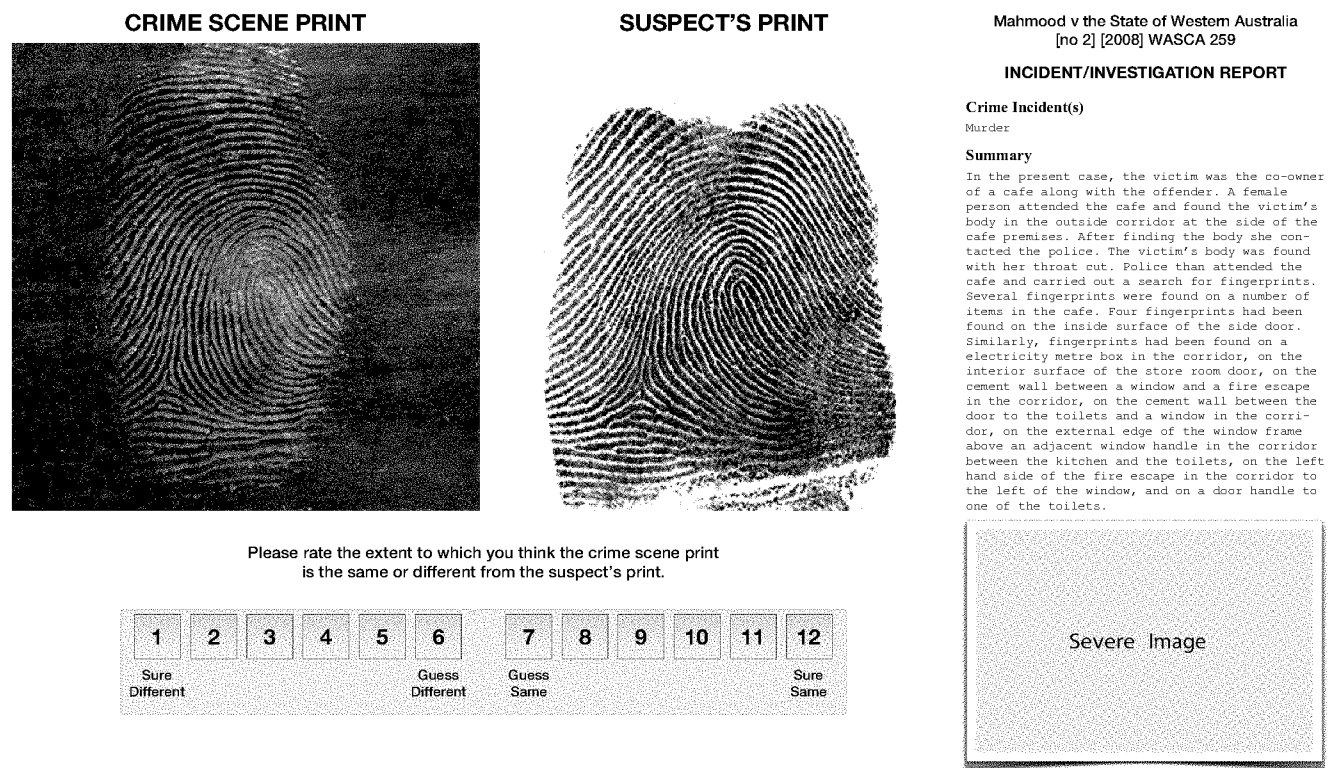 CRIME SCENE PRINT
SUSPECT'S PRINT
Please rate the extent to which you think the crime scene print
is the same or different from the suspect's print.
1 2 3 4 5 6 7 8 9 10 11 12
Sure Different
Guess Different
Guess Same
Sure Same
Mahmood v the State of Western Australia
[no 2] [2008] WASCA 259
INCIDENT/INVESTIGATION REPORT
Crime Incident(s)
Murder
Summary
In the present case, the victim was the co-owner
of a cafe along with the offender. A female
person attended the cafe and found the victim's
body in the outside corridor at the side of the
cafe premises. After finding the body she con-
tacted the police. The victim's body was found
with her throat cut. Police than attended the
cafe and carried out a search for fingerprints.
Several fingerprints were found on a number of
items in the cafe. Four fingerprints had been
found on the inside surface of the side door.
Similarly, fingerprints had been found on a
electricity metre box in the corridor, on the
interior surface of the store room door, on the
cement wall between a window and a fire escape
in the corridor, on the cement wall between the
door to the toilets and a window in the corri-
dor, on the external edge of the window frame
above an adjacent window handle in the corridor
between the kitchen and the toilets, on the left
hand side of the fire escape in the corridor to
the left of the window, and on a door handle to
one of the toilets.
Severe Image